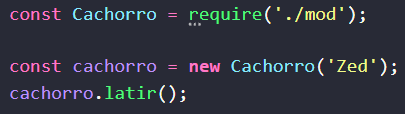 const Cachorro = require('./mod');
const cachorro = new Cachorro('Zed');
cachorro.latir();